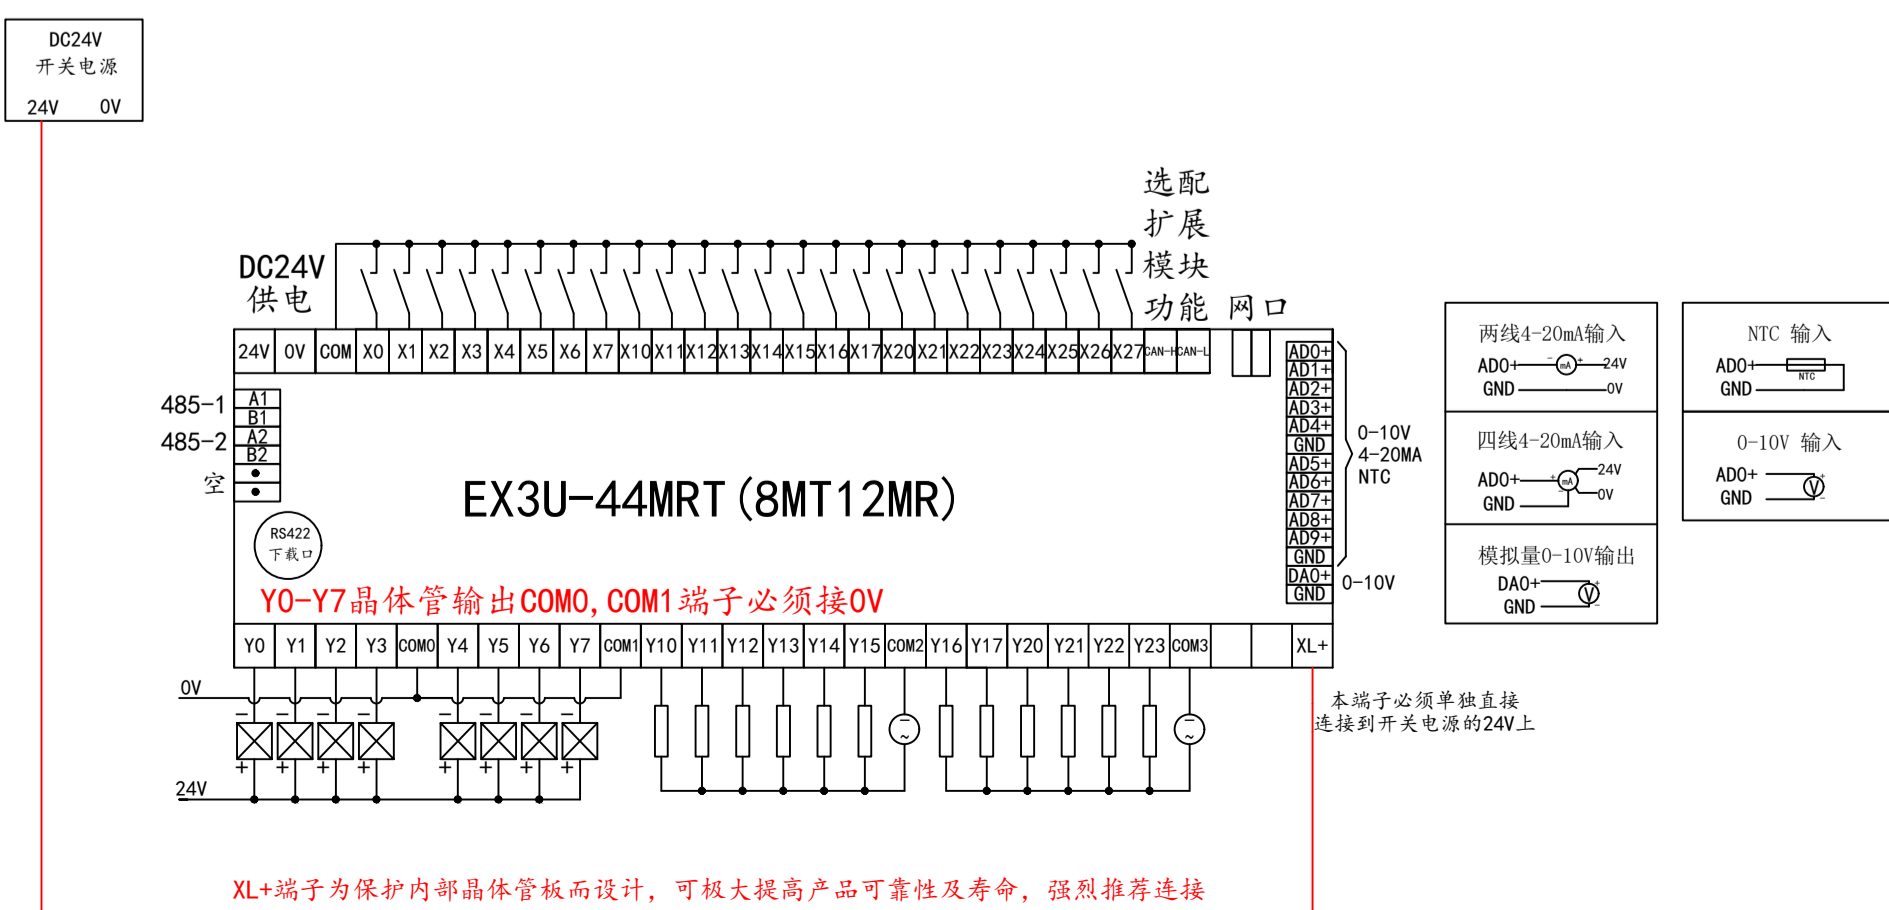 DC24V
开关电源
24V 0V
选配
扩展
模块
功能 网口
DC24V
供电
24V 0V COM X0 X1 X2 X3 X4 X5 X6 X7 X10 X11 X12 X13 X14 X15 X16 X17 X20 X21 X22 X23 X24 X25 X26 X27 CAN-H CAN-L
485-1
485-2
空
A1
B1
A2
B2
RS422
下载口
EX3U-44MRT(8MT12MR)
Y0-Y7晶体管输出COM0,COM1端子必须接0V
AD0+
AD1+
AD2+
AD3+
AD4+
GND
AD5+
AD6+
AD7+
AD8+
AD9+
GND
DA0+
GND
0-10V
4-20MA
NTC
0-10V
Y0 Y1 Y2 Y3 COM0 Y4 Y5 Y6 Y7 COM1 Y10 Y11 Y12 Y13 Y14 Y15 COM2 Y16 Y17 Y20 Y21 Y22 Y23 COM3 XL+
0V
- - - - - - - -
+ + + + + + + +
24V
本端子必须单独直接
连接到开关电源的24V上
XL+端子为保护内部晶体管板而设计，可极大提高产品可靠性及寿命，强烈推荐连接
两线4-20mA输入
AD0+ - mA + 24V
GND 0V
四线4-20mA输入
AD0+ + mA 24V
GND - 0V
模拟量0-10V输出
DA0+ V +
GND -
NTC 输入
AD0+ NTC
GND
0-10V 输入
AD0+ V +
GND -